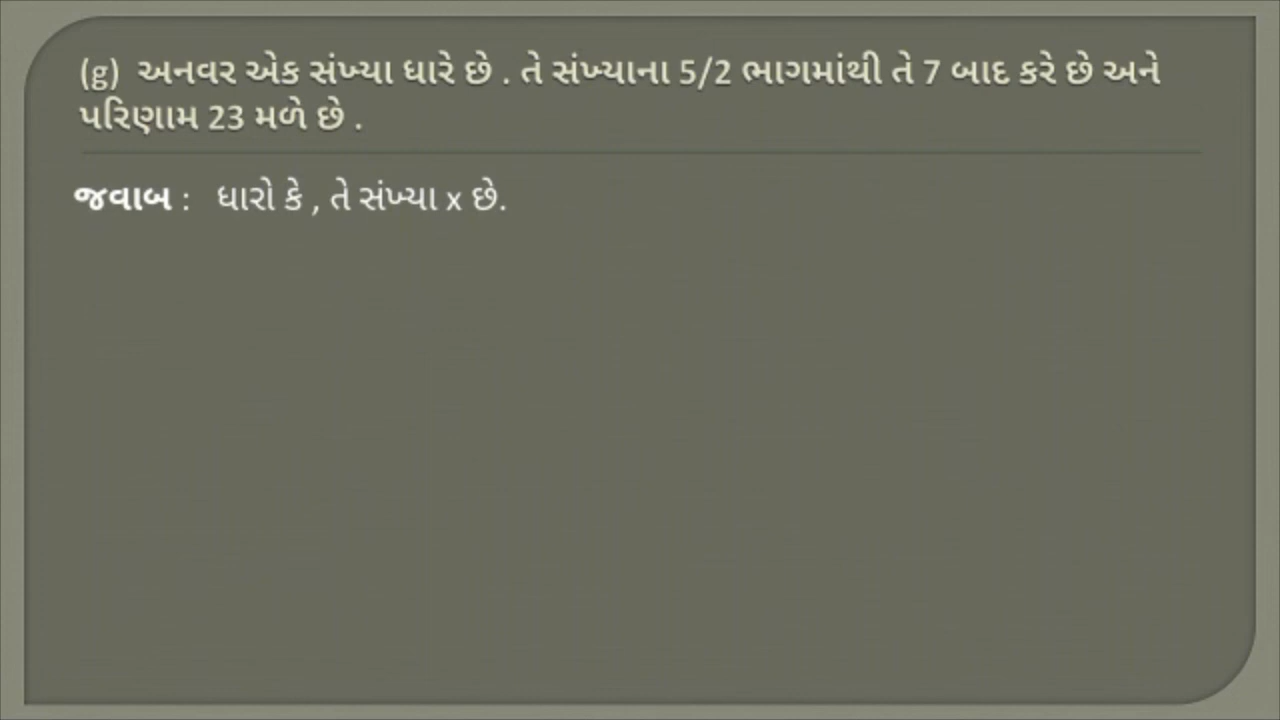 (g) અનવર એક સંખ્યા ધારે છે . તે સંખ્યાના 5/2 ભાગમાંથી તે 7 બાદ કરે છે અને
પરિણામ 23 મળે છે .
જવાબ : ધારો કે , તે સંખ્યા x છે.